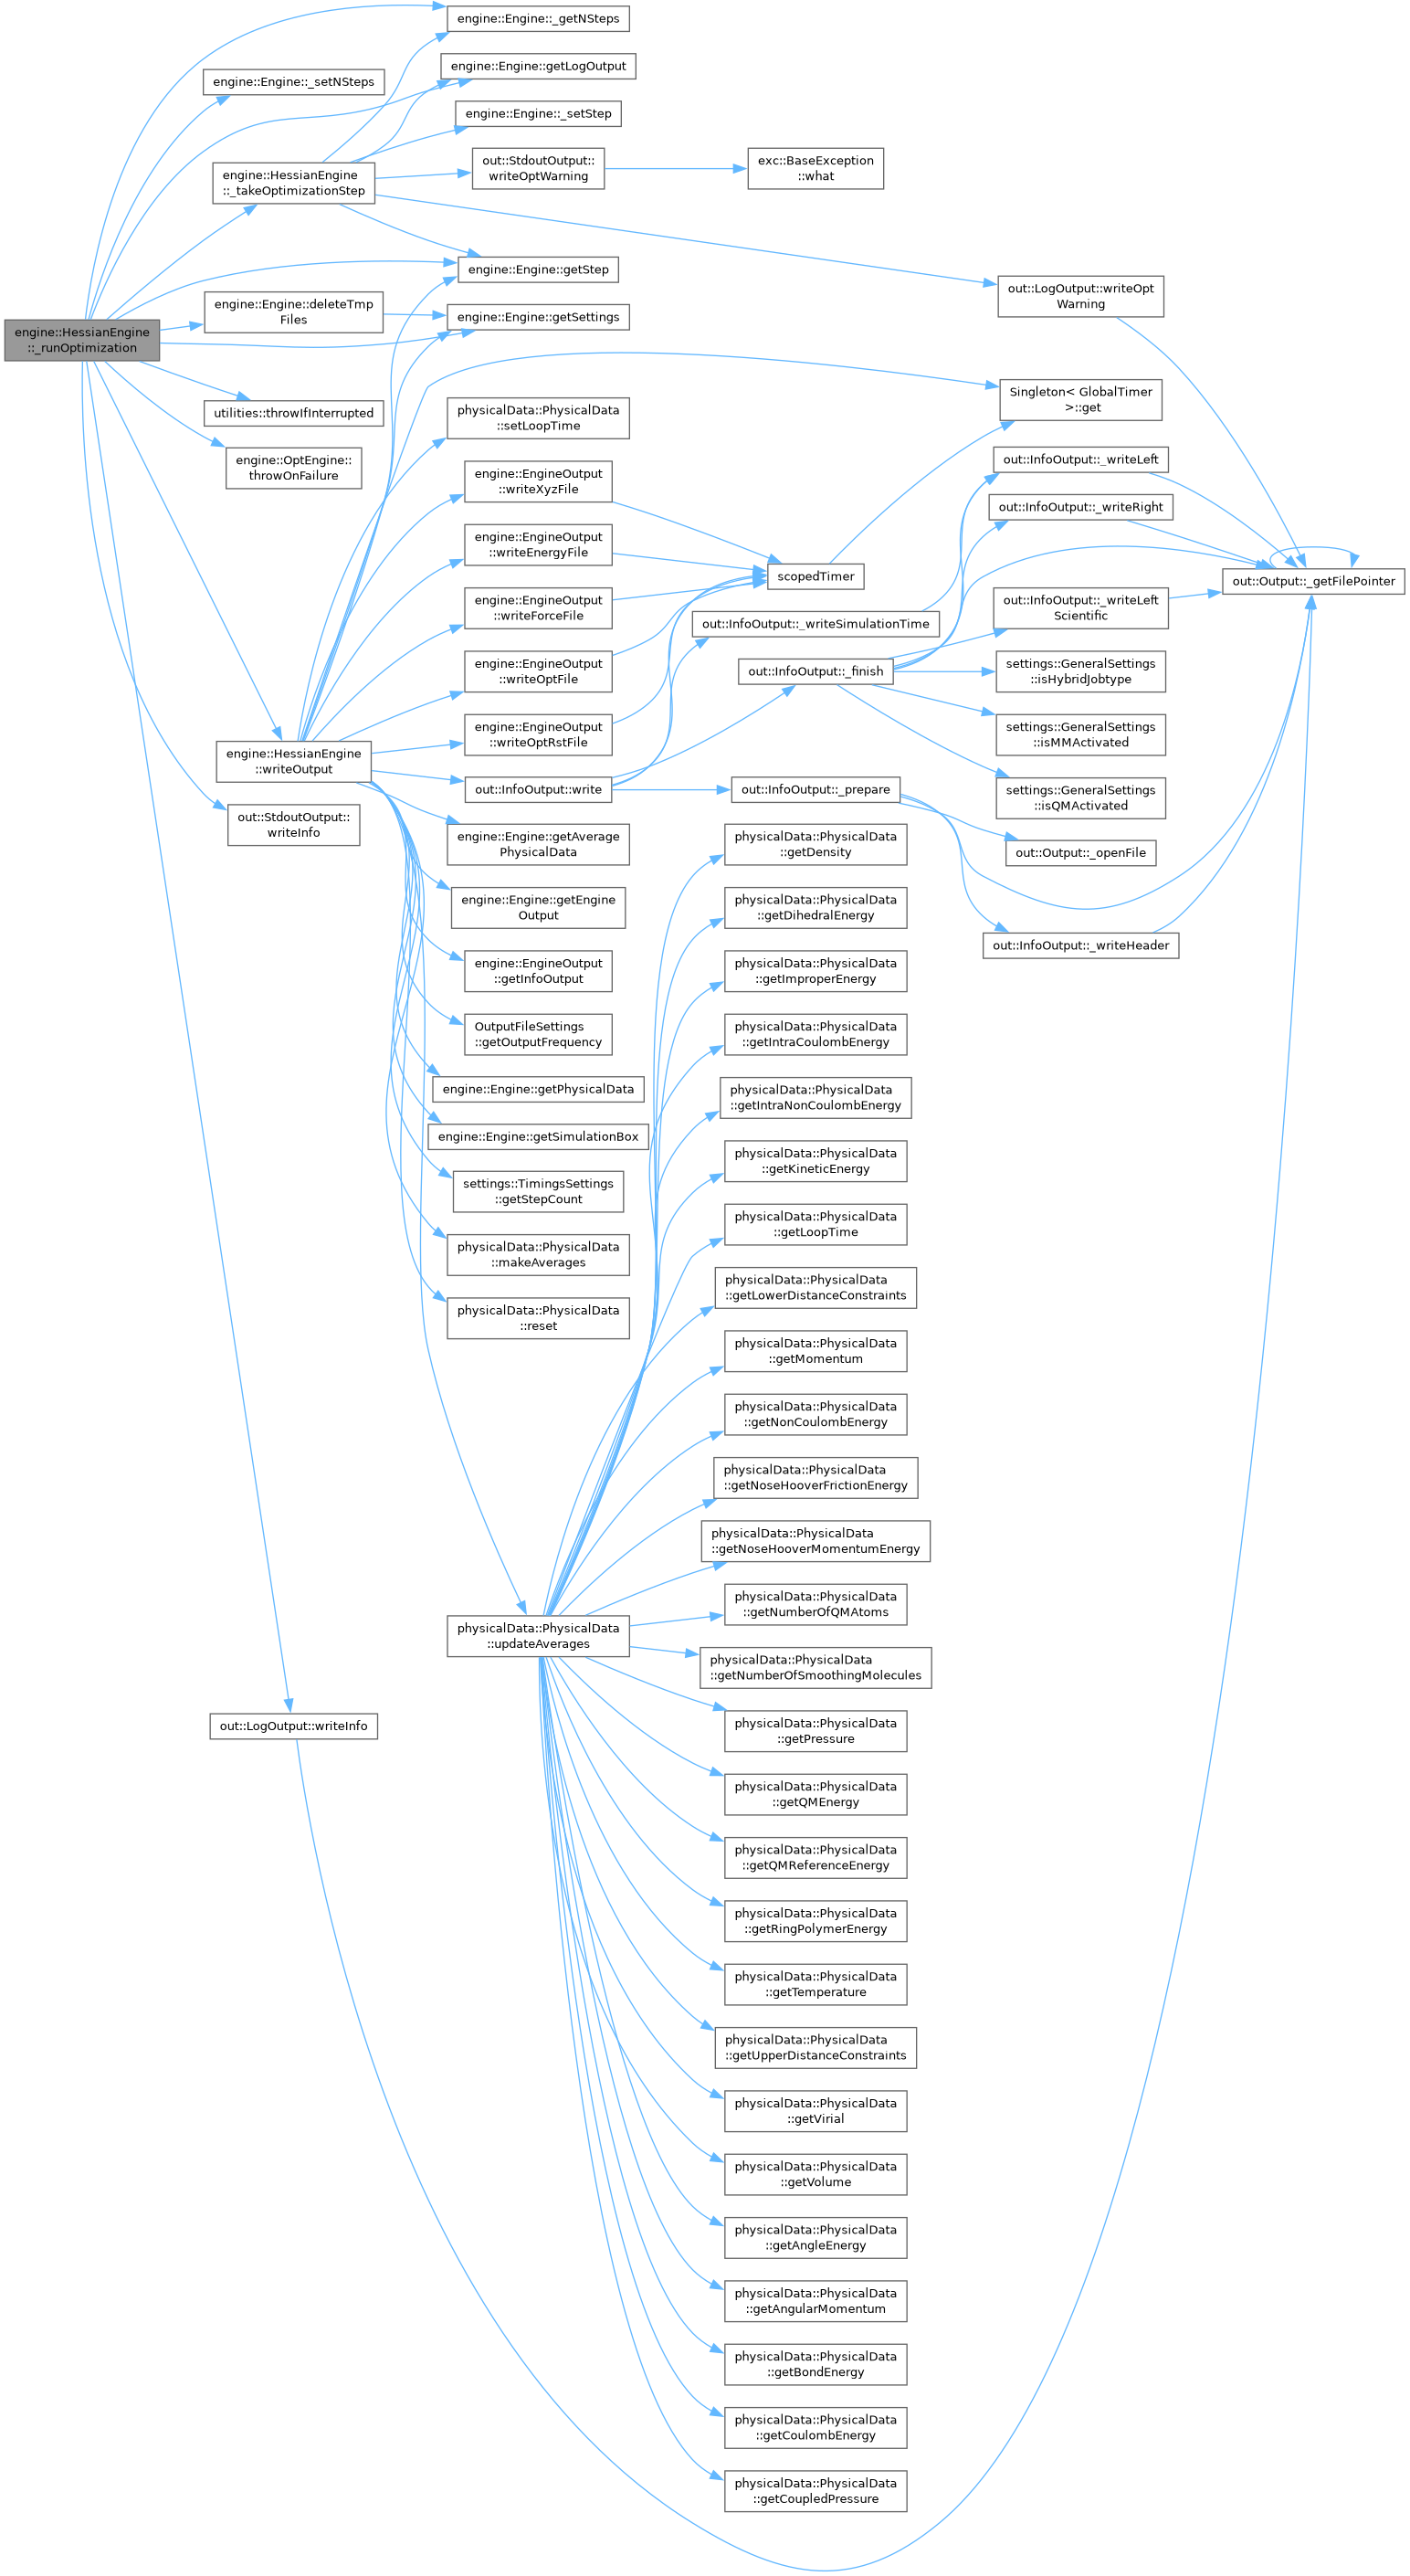 engine::HessianEngine
::_runOptimization
engine::Engine::_getNSteps
engine::Engine::_setNSteps
engine::Engine::getLogOutput
engine::HessianEngine
::_takeOptimizationStep
engine::Engine::_setStep
out::StdoutOutput::
writeOptWarning
exc::BaseException
::what
engine::Engine::getStep
engine::Engine::deleteTmp
Files
engine::Engine::getSettings
out::LogOutput::writeOpt
Warning
utilities::throwIfInterrupted
engine::OptEngine::
throwOnFailure
Singleton< GlobalTimer
>::get
physicalData::PhysicalData
::setLoopTime
engine::EngineOutput
::writeXyzFile
engine::EngineOutput
::writeEnergyFile
engine::EngineOutput
::writeForceFile
engine::EngineOutput
::writeOptFile
engine::EngineOutput
::writeOptRstFile
scopedTimer
out::InfoOutput::_writeLeft
out::InfoOutput::_writeRight
out::Output::_getFilePointer
out::InfoOutput::_writeLeft
Scientific
out::InfoOutput::_writeSimulationTime
out::InfoOutput::_finish
settings::GeneralSettings
::isHybridJobtype
settings::GeneralSettings
::isMMActivated
settings::GeneralSettings
::isQMActivated
engine::HessianEngine
::writeOutput
out::InfoOutput::write
out::InfoOutput::_prepare
out::StdoutOutput::
writeInfo
engine::Engine::getAverage
PhysicalData
out::Output::_openFile
engine::Engine::getEngine
Output
out::InfoOutput::_writeHeader
engine::EngineOutput
::getInfoOutput
OutputFileSettings
::getOutputFrequency
engine::Engine::getPhysicalData
engine::Engine::getSimulationBox
settings::TimingsSettings
::getStepCount
physicalData::PhysicalData
::makeAverages
physicalData::PhysicalData
::reset
physicalData::PhysicalData
::getDensity
physicalData::PhysicalData
::getDihedralEnergy
physicalData::PhysicalData
::getImproperEnergy
physicalData::PhysicalData
::getIntraCoulombEnergy
physicalData::PhysicalData
::getIntraNonCoulombEnergy
physicalData::PhysicalData
::getKineticEnergy
physicalData::PhysicalData
::getLoopTime
physicalData::PhysicalData
::getLowerDistanceConstraints
physicalData::PhysicalData
::getMomentum
physicalData::PhysicalData
::getNonCoulombEnergy
physicalData::PhysicalData
::getNoseHooverFrictionEnergy
physicalData::PhysicalData
::getNoseHooverMomentumEnergy
physicalData::PhysicalData
::getNumberOfQMAtoms
physicalData::PhysicalData
::updateAverages
physicalData::PhysicalData
::getNumberOfSmoothingMolecules
out::LogOutput::writeInfo
physicalData::PhysicalData
::getPressure
physicalData::PhysicalData
::getQMEnergy
physicalData::PhysicalData
::getQMReferenceEnergy
physicalData::PhysicalData
::getRingPolymerEnergy
physicalData::PhysicalData
::getTemperature
physicalData::PhysicalData
::getUpperDistanceConstraints
physicalData::PhysicalData
::getVirial
physicalData::PhysicalData
::getVolume
physicalData::PhysicalData
::getAngleEnergy
physicalData::PhysicalData
::getAngularMomentum
physicalData::PhysicalData
::getBondEnergy
physicalData::PhysicalData
::getCoulombEnergy
physicalData::PhysicalData
::getCoupledPressure